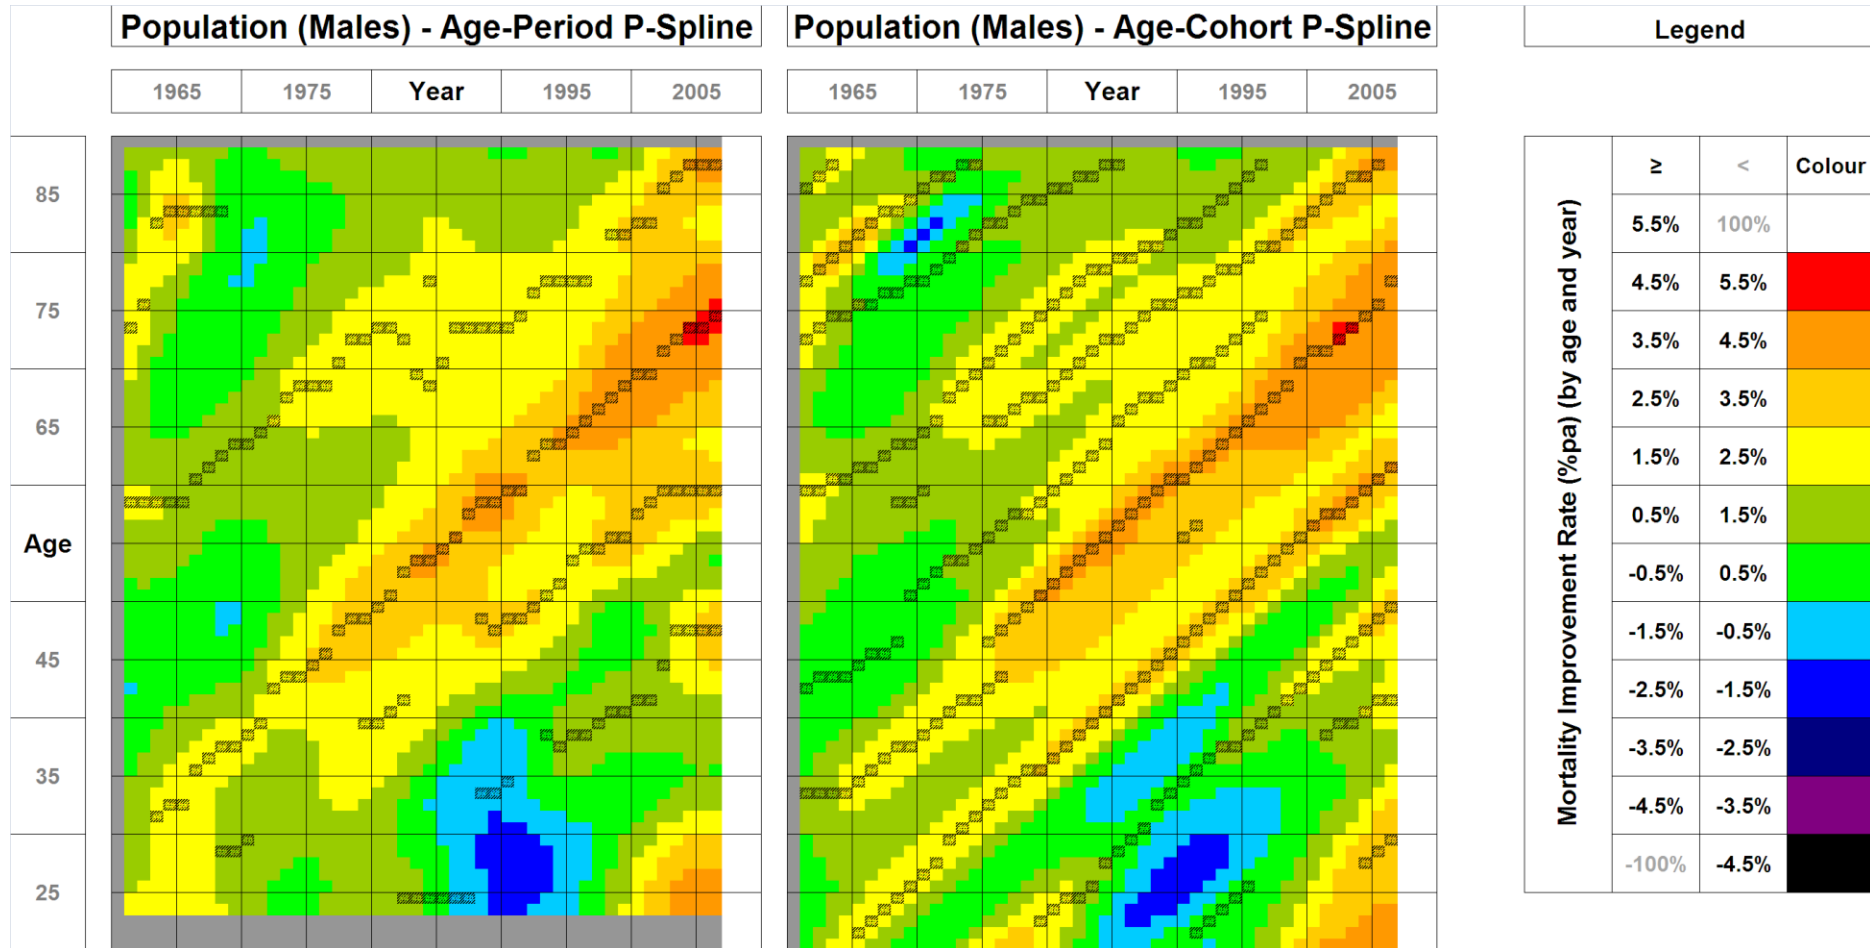 Population (Males) - Age-Period P-Spline
Population (Males) - Age-Cohort P-Spline
Legend
1965 1975 Year 1995 2005
1965 1975 Year 1995 2005
85
75
65
Age
45
35
25
Mortality Improvement Rate (%pa) (by age and year)
≥ < Colour
5.5% 100%
4.5% 5.5%
3.5% 4.5%
2.5% 3.5%
1.5% 2.5%
0.5% 1.5%
-0.5% 0.5%
-1.5% -0.5%
-2.5% -1.5%
-3.5% -2.5%
-4.5% -3.5%
-100% -4.5%